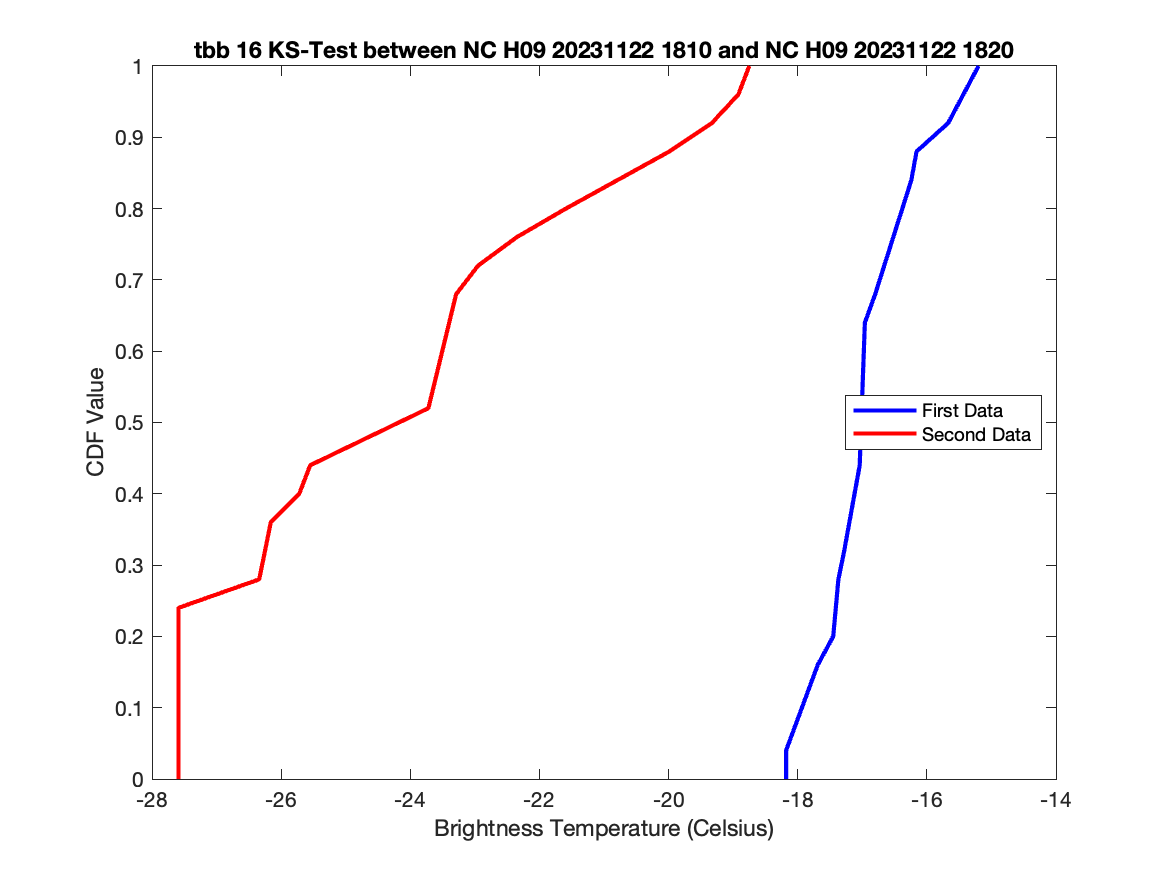 tbb 16 KS-Test between NC H09 20231122 1810 and NC H09 20231122 1820
1
0.9
0.8
0.7
0.6
0.5
0.4
0.3
0.2
0.1
0
CDF Value
First Data
Second Data
-28 -26 -24 -22 -20 -18 -16 -14
Brightness Temperature (Celsius)